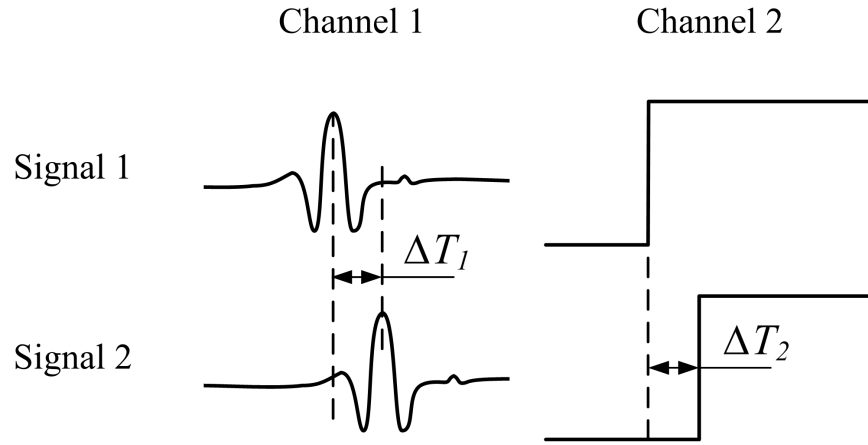 Channel 1 Channel 2
Signal 1
ΔT₁
Signal 2
ΔT₂